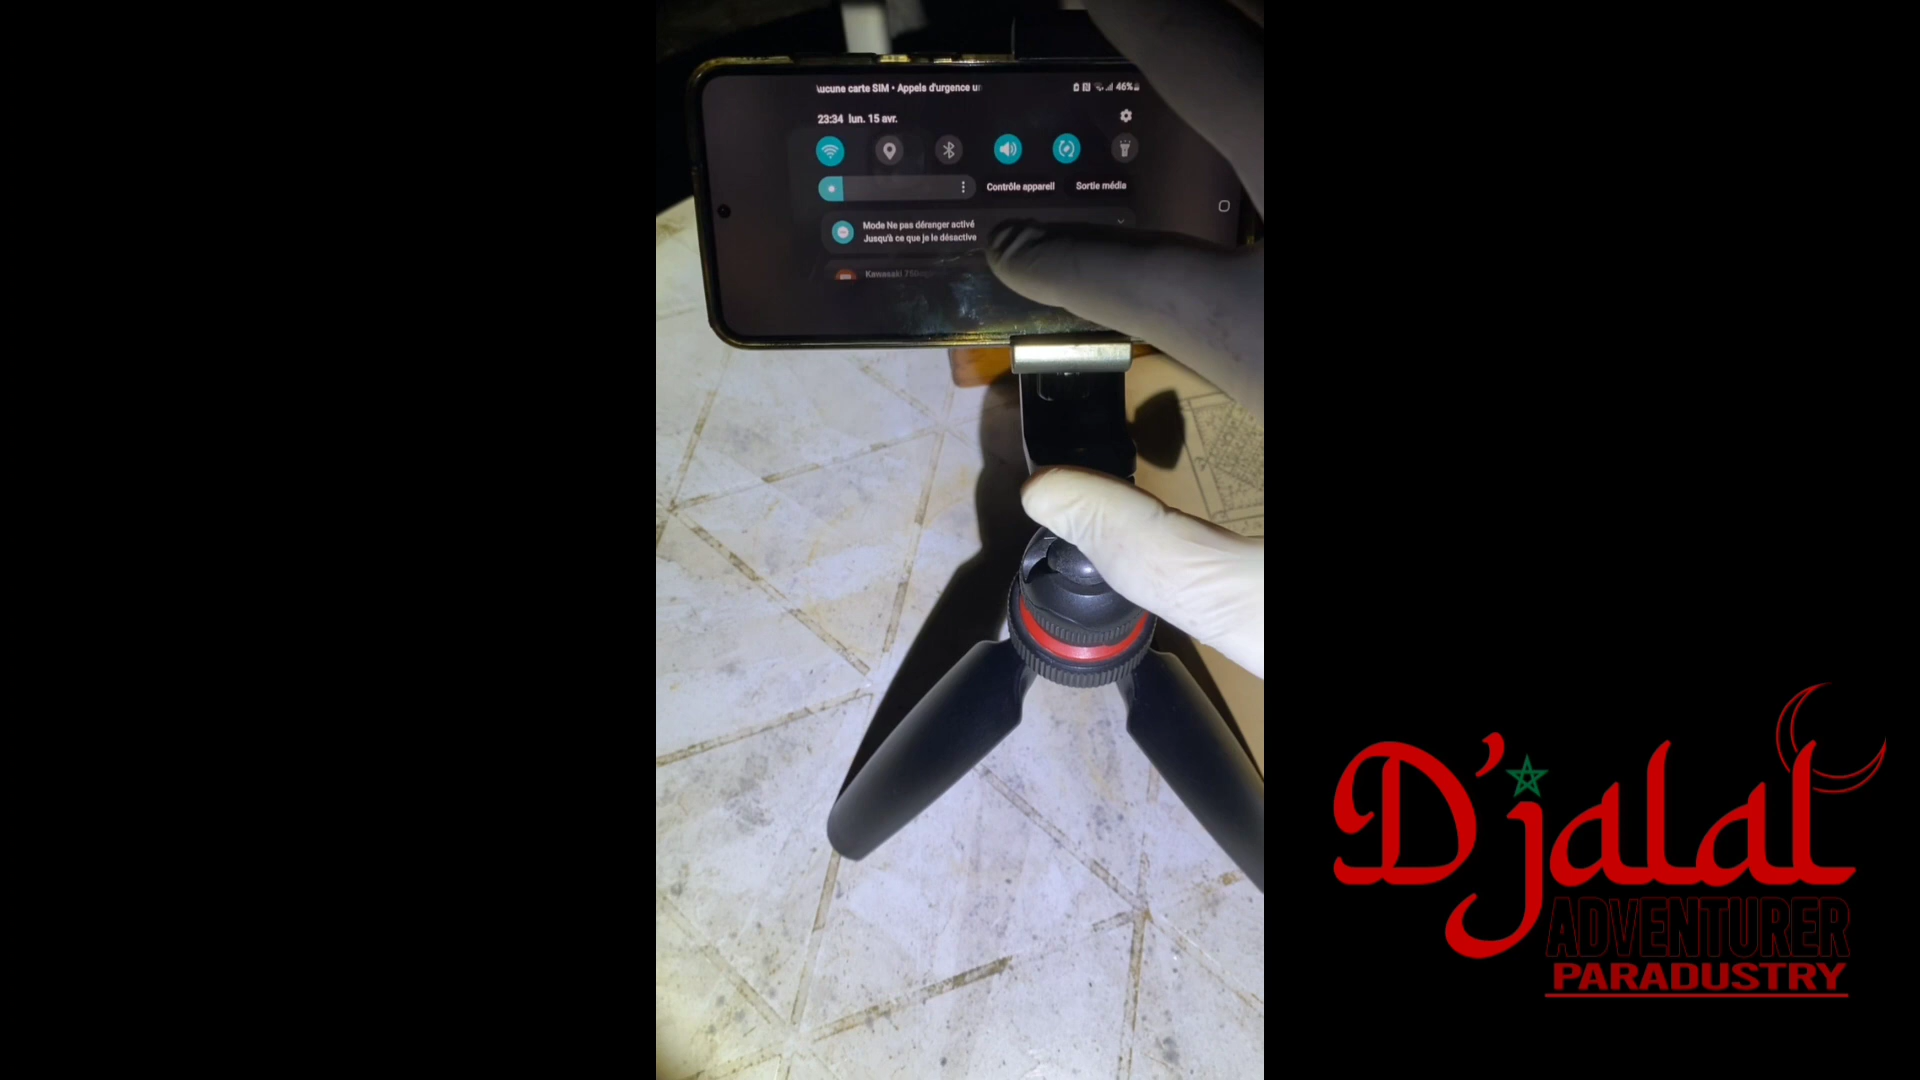 ucune carte SIM • Appels d'urgence
46%
23:34 lun. 15 avr.
Contrôle appareil Sortie média
Mode Ne pas déranger activé
Jusqu'à ce que je le désactive
Kawasaki
D'jalal
ADVENTURER
PARADUSTRY